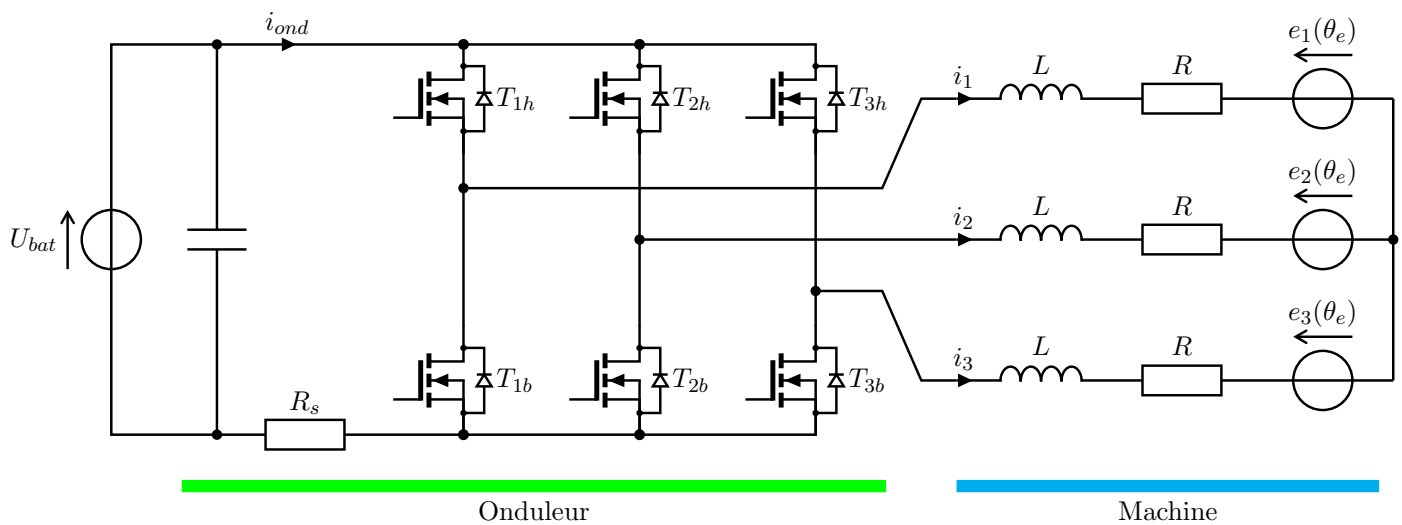 i_ond
e_1(θ_e)
T_1h
T_2h
T_3h
i_1
L
R
e_2(θ_e)
U_bat
i_2
L
R
e_3(θ_e)
T_1b
T_2b
T_3b
i_3
L
R
R_s
Onduleur
Machine